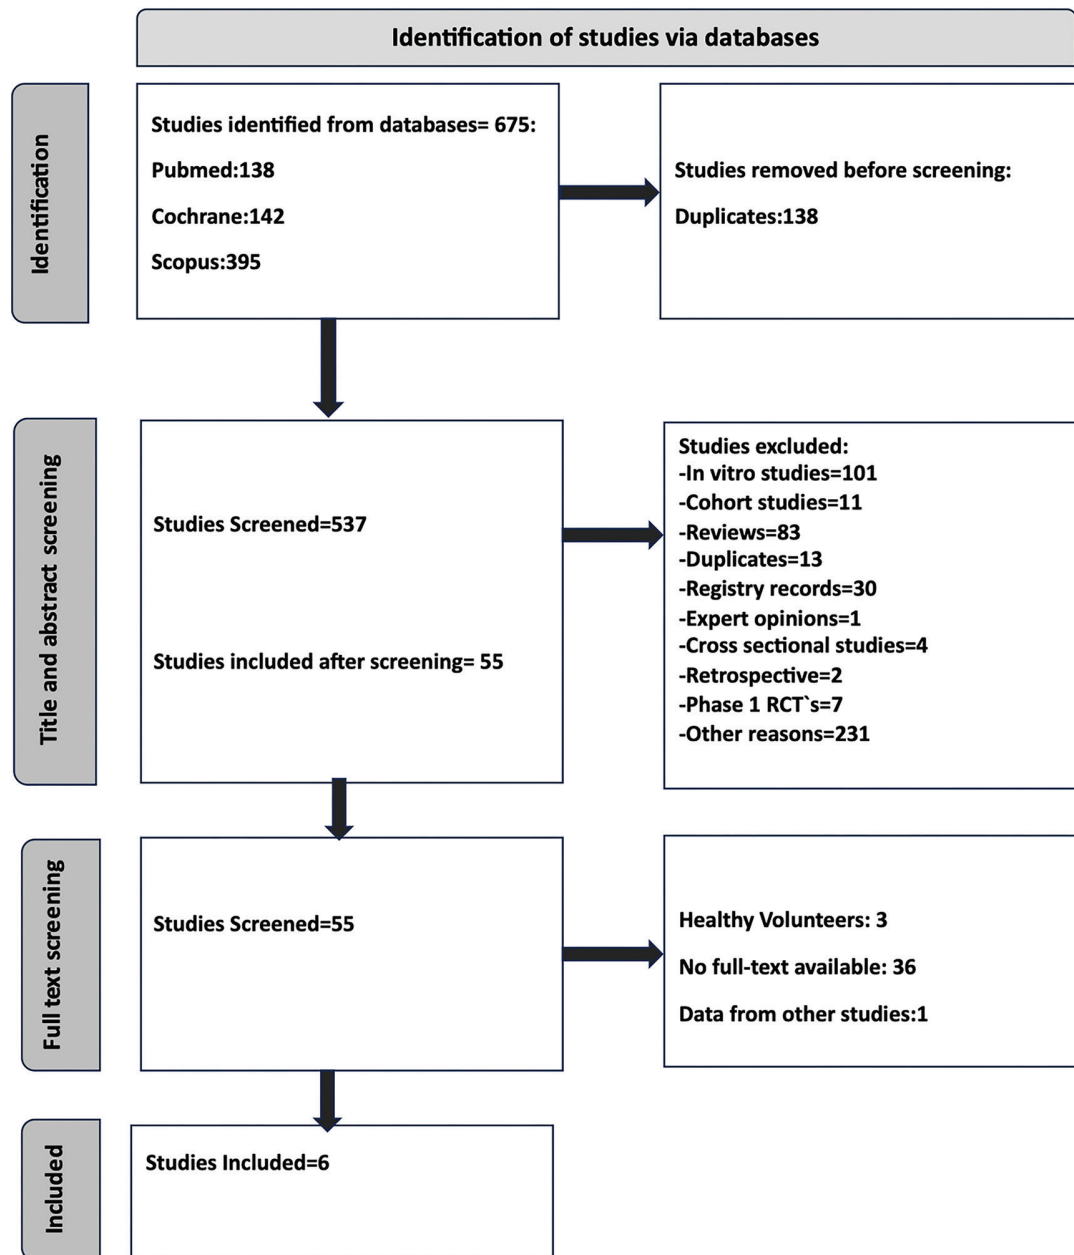 Identification of studies via databases
Identification
Studies identified from databases= 675:
Pubmed:138
Cochrane:142
Scopus:395
Studies removed before screening:
Duplicates:138
Title and abstract screening
Studies Screened=537
Studies included after screening= 55
Studies excluded:
-In vitro studies=101
-Cohort studies=11
-Reviews=83
-Duplicates=13
-Registry records=30
-Expert opinions=1
-Cross sectional studies=4
-Retrospective=2
-Phase 1 RCT`s=7
-Other reasons=231
Full text screening
Studies Screened=55
Healthy Volunteers: 3
No full-text available: 36
Data from other studies:1
Included
Studies Included=6